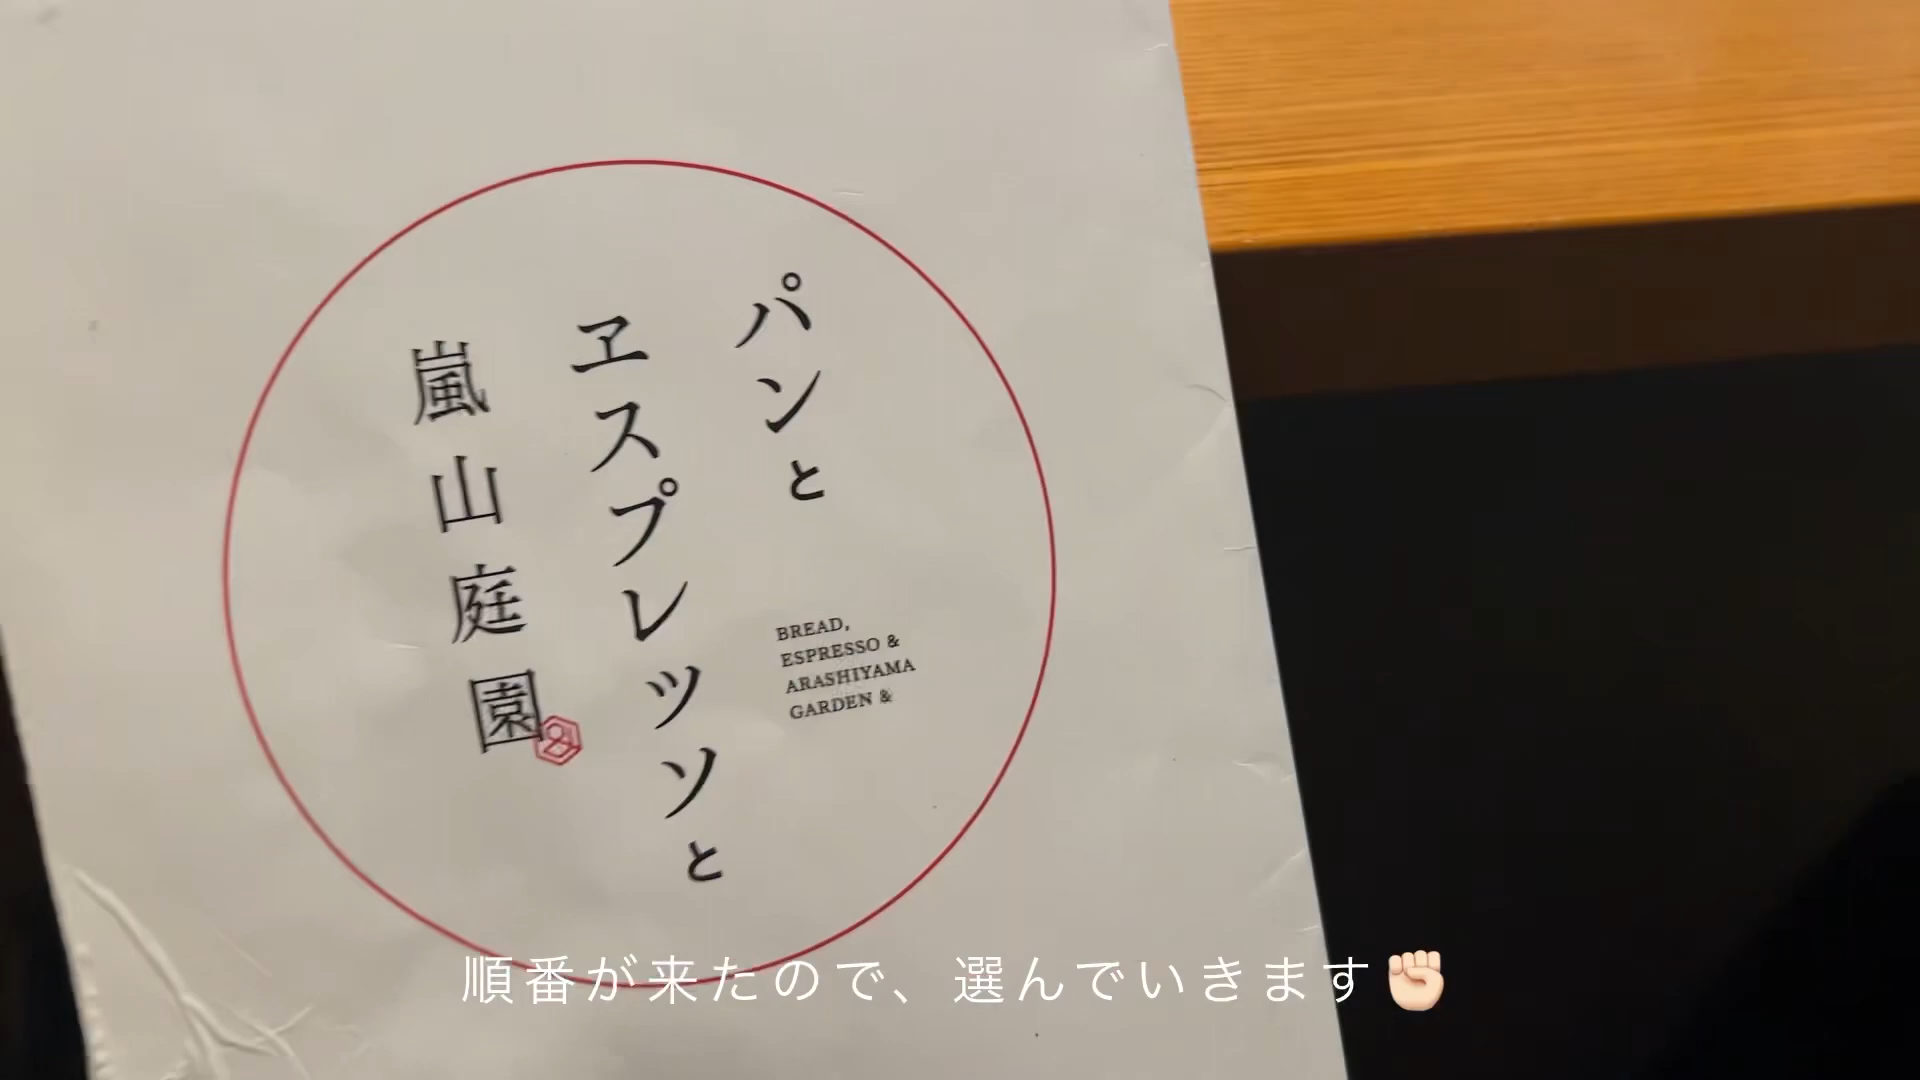 パンと
ヱスプレッソと
嵐山庭園
BREAD,
ESPRESSO &
ARASHIYAMA
GARDEN &
順番が来たので、選んでいきます✊🏻